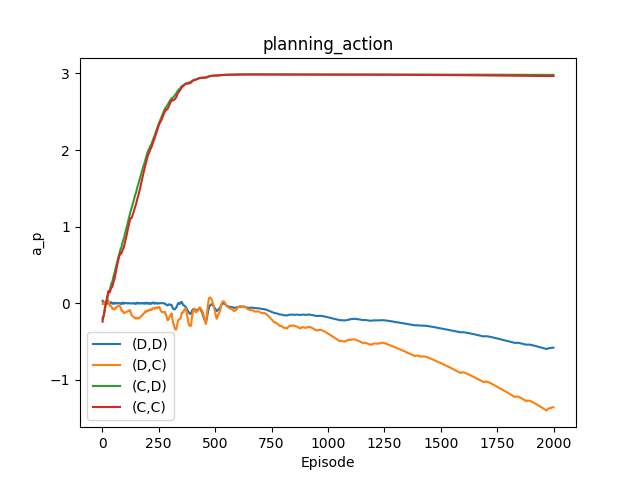 planning_action
a_p
3
2
1
0
−1
(D,D)
(D,C)
(C,D)
(C,C)
0 250 500 750 1000 1250 1500 1750 2000
Episode